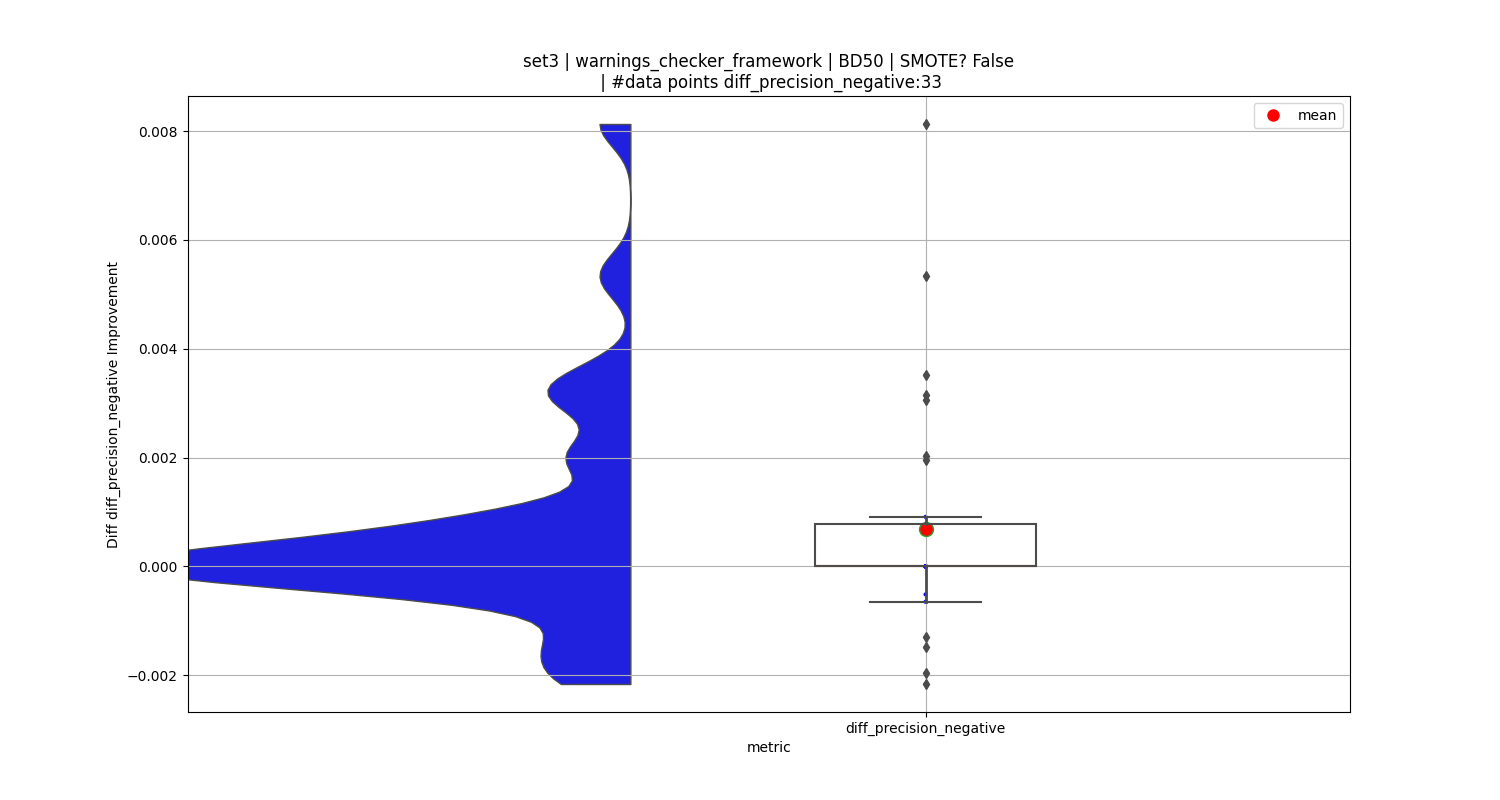 set3 | warnings_checker_framework | BD50 | SMOTE? False
| #data points diff_precision_negative:33
mean
0.008
0.006
0.004
0.002
0.000
−0.002
Diff diff_precision_negative Improvement
diff_precision_negative
metric